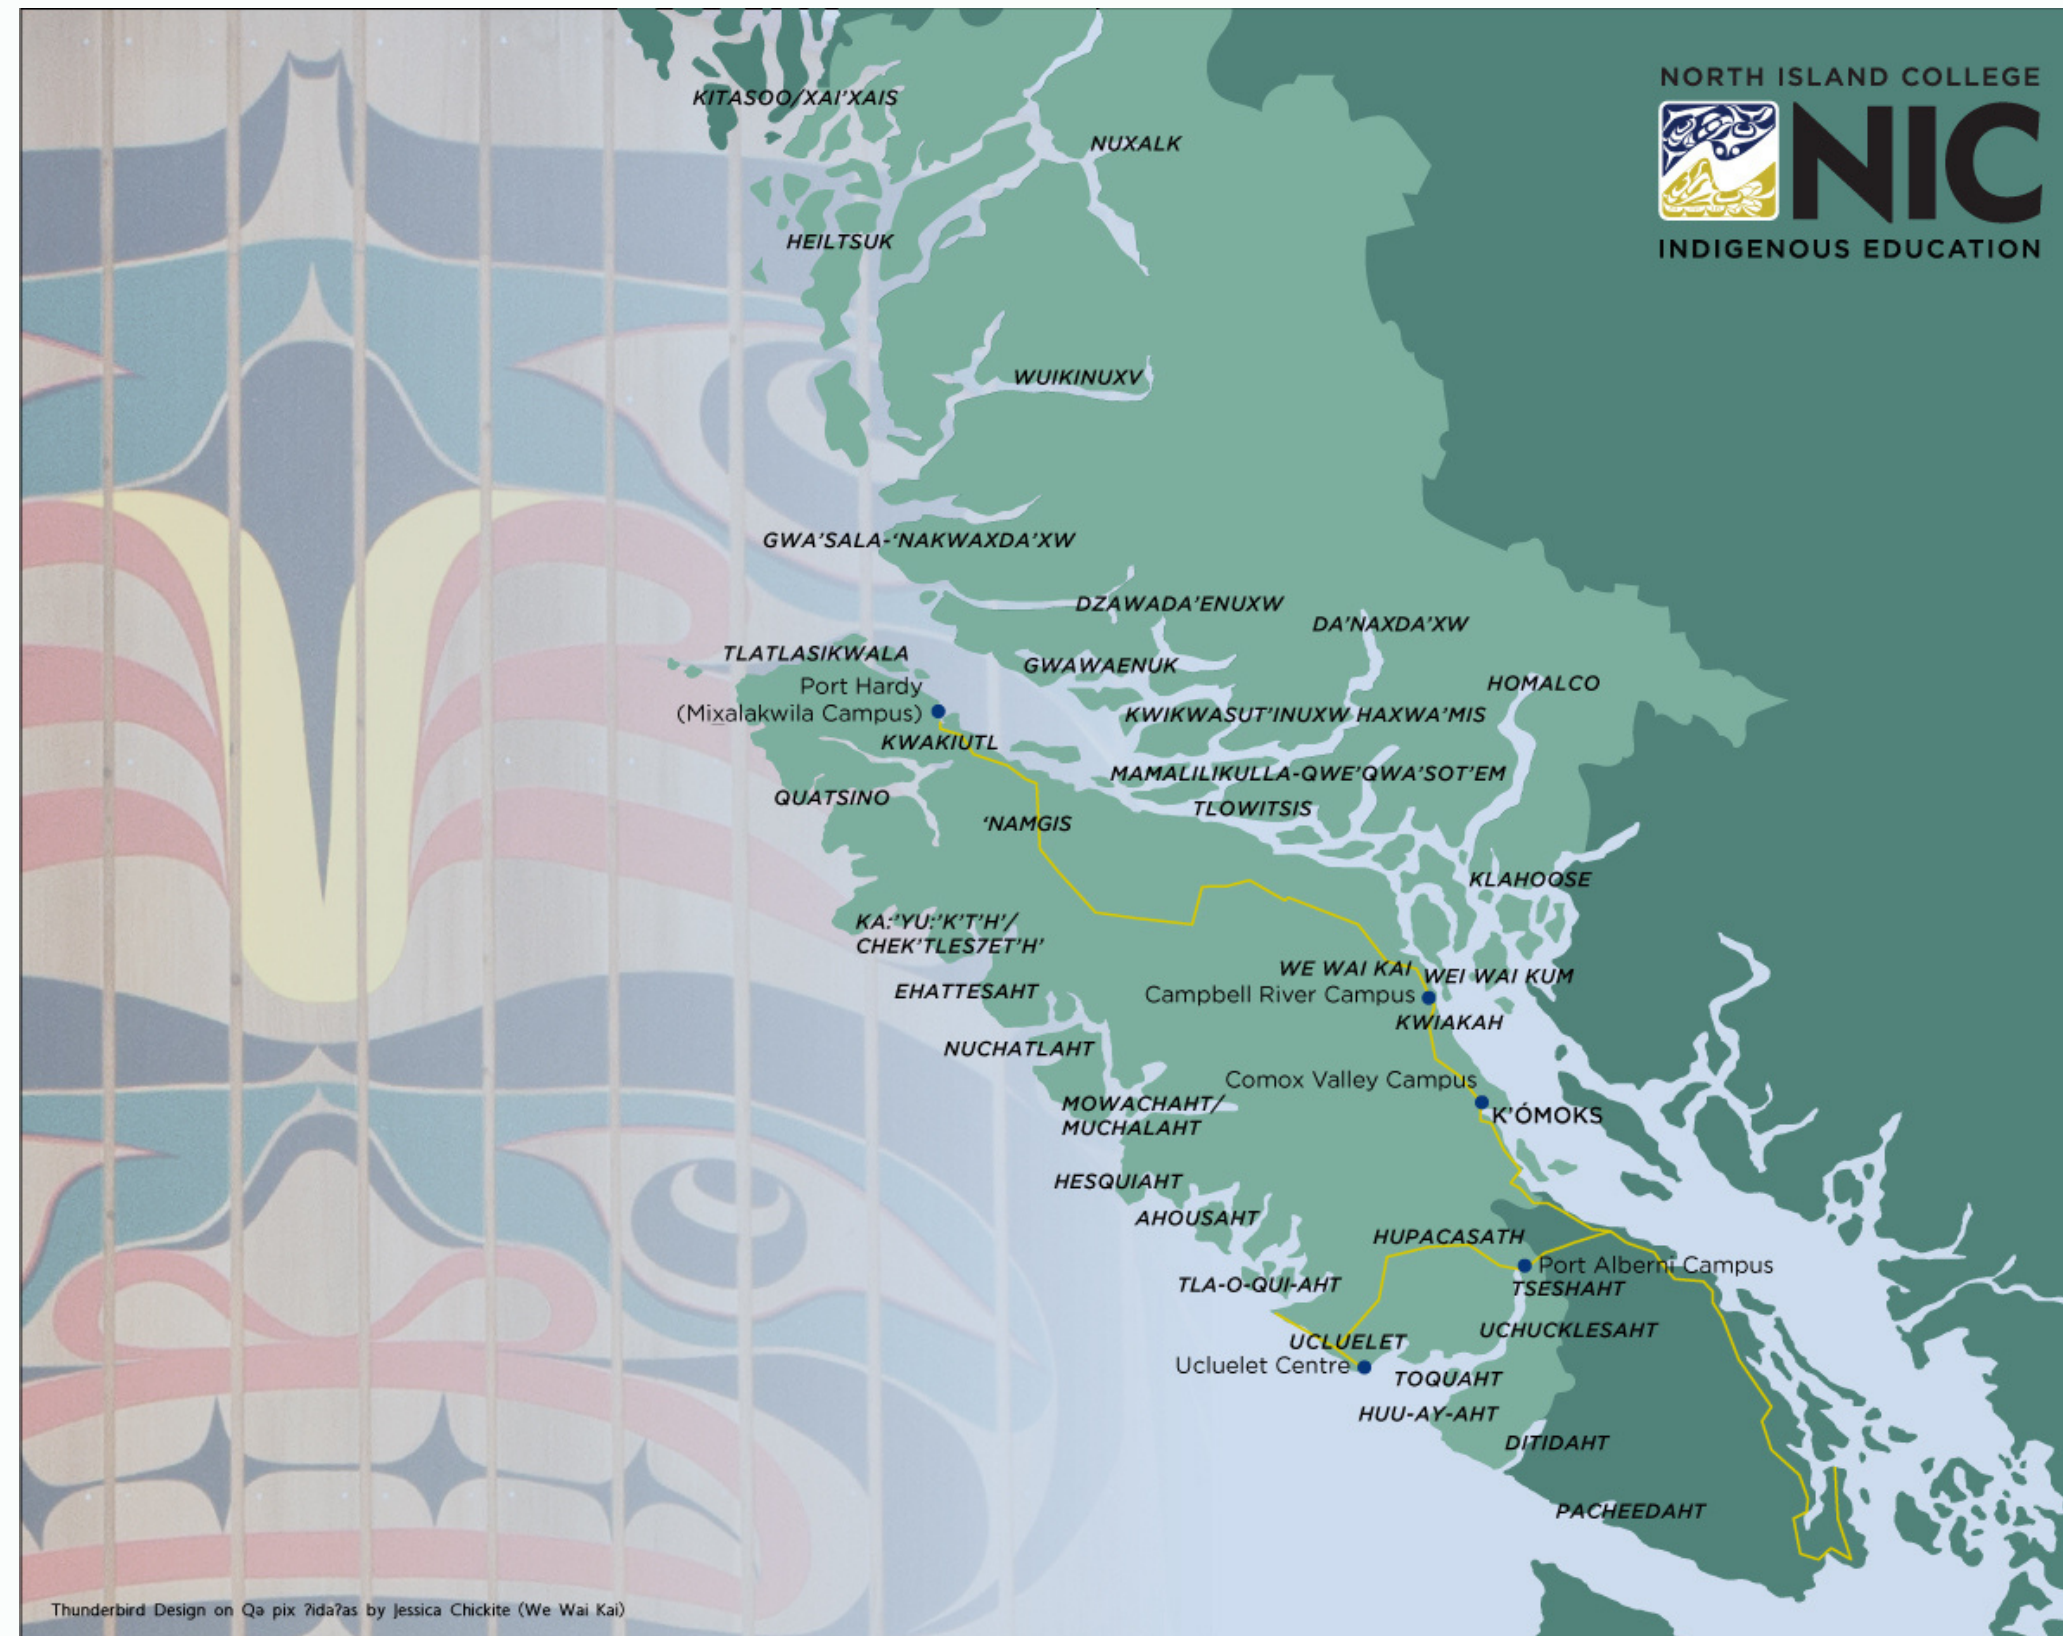 NORTH ISLAND COLLEGE
NIC
INDIGENOUS EDUCATION
KITASOO/XAI'XAIS
NUXALK
HEILTSUK
WUIKINUXV
GWA'SALA-'NAKWAXDA'XW
DZAWADA'ENUXW
DA'NAXDA'XW
TLATLASIKWALA
GWAWAENUK
Port Hardy
(Mix̱alakwila Campus)
HOMALCO
KWIKWASUT'INUXW HAXWA'MIS
KWAKIUTL
MAMALILIKULLA-QWE'QWA'SOT'EM
QUATSINO
TLOWITSIS
'NAMGIS
KLAHOOSE
KA:'YU:'K'T'H'/
CHEK'TLES7ET'H'
WE WAI KAI
WEI WAI KUM
Campbell River Campus
EHATTESAHT
KWIAKAH
NUCHATLAHT
Comox Valley Campus
MOWACHAHT/
MUCHALAHT
K'ÓMOKS
HESQUIAHT
AHOUSAHT
HUPACASATH
Port Alberni Campus
TLA-O-QUI-AHT
TSESHAHT
UCHUCKLESAHT
UCLUELET
Ucluelet Centre
TOQUAHT
HUU-AY-AHT
DITIDAHT
PACHEEDAHT
Thunderbird Design on Qə pix ʔidaʔas by Jessica Chickite (We Wai Kai)